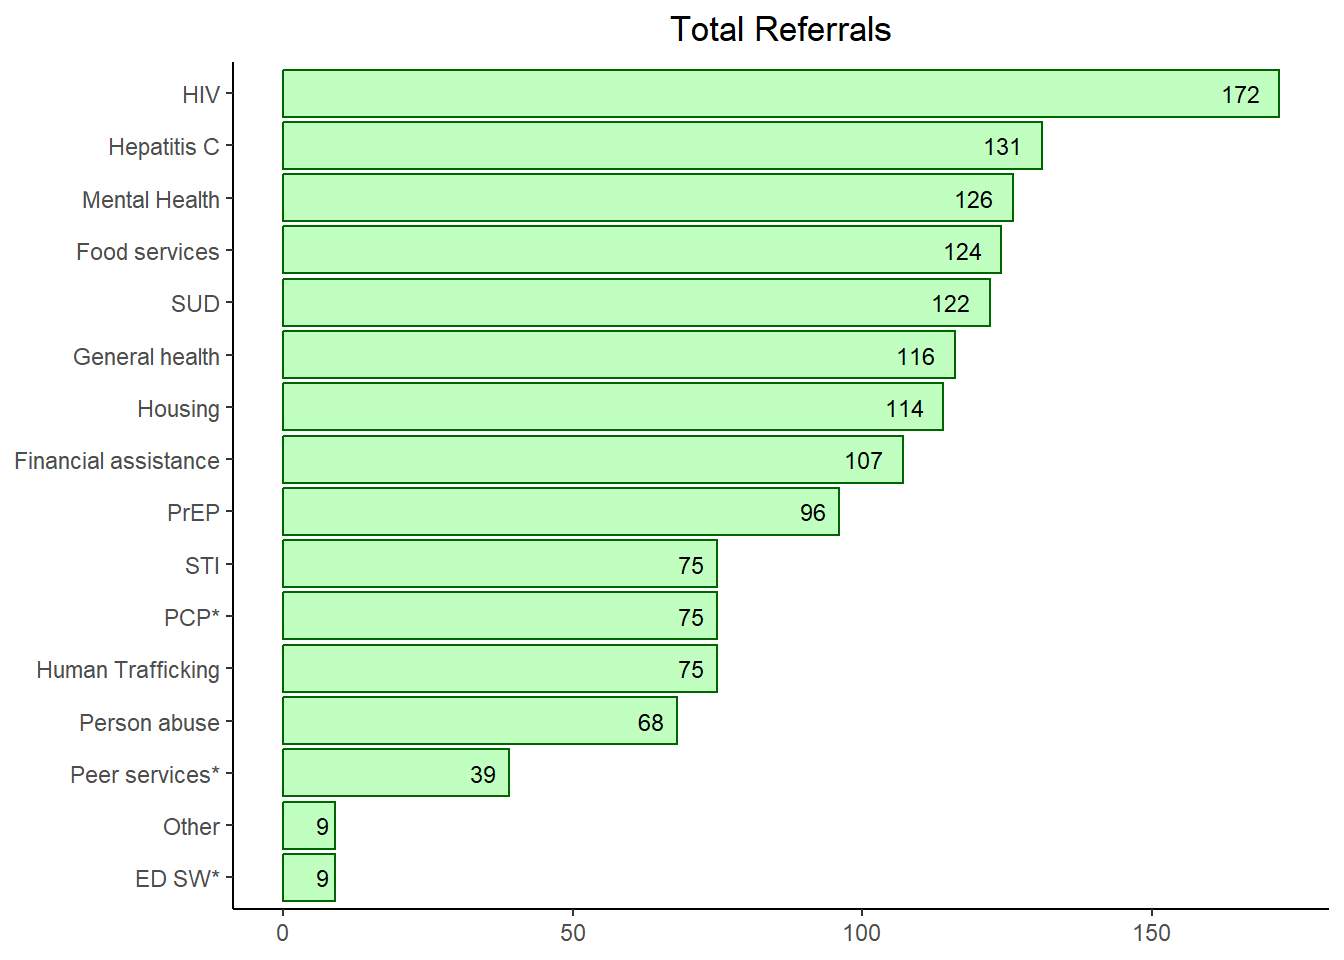 Total Referrals
HIV 172
Hepatitis C 131
Mental Health 126
Food services 124
SUD 122
General health 116
Housing 114
Financial assistance 107
PrEP 96
STI 75
PCP* 75
Human Trafficking 75
Person abuse 68
Peer services* 39
Other 9
ED SW* 9
0 50 100 150